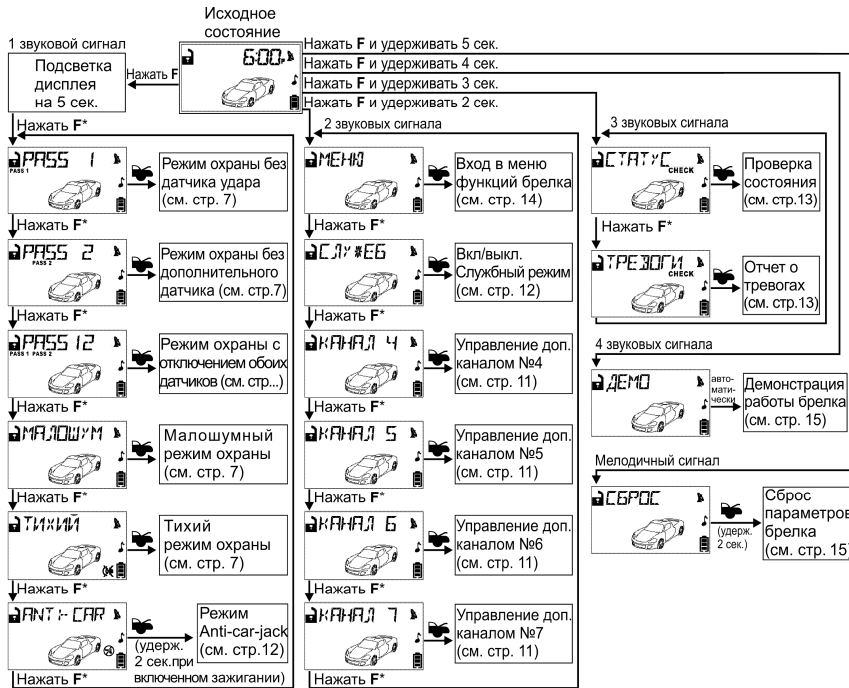 Исходное
состояние
6:00P
1 звуковой сигнал
Подсветка
дисплея
на 5 сек.
Нажать F
Нажать F и удерживать 5 сек.
Нажать F и удерживать 4 сек.
Нажать F и удерживать 3 сек.
Нажать F и удерживать 2 сек.
Нажать F*
PASS 1
PASS 1
Режим охраны без
датчика удара
(см. стр. 7)
Нажать F*
PASS 2
PASS 2
Режим охраны без
дополнительного
датчика (см. стр.7)
Нажать F*
PASS 12
PASS 1 PASS 2
Режим охраны с
отключением обоих
датчиков (см. стр...)
Нажать F*
МАЛОШУМ
Малошумный
режим охраны
(см. стр. 7)
Нажать F*
ТИХИЙ
Тихий
режим охраны
(см. стр. 7)
Нажать F*
ANTI-CAR
(удерж.
2 сек.при
включенном зажигании)
Режим
Anti-car-jack
(см. стр.12)
Нажать F*
2 звуковых сигнала
МЕНЮ
Вход в меню
функций брелка
(см. стр. 14)
Нажать F*
СЛУЖЕБ
Вкл/выкл.
Службный режим
(см. стр. 12)
Нажать F*
КАНАЛ 4
Управление доп.
каналом №4
(см. стр. 11)
Нажать F*
КАНАЛ 5
Управление доп.
каналом №5
(см. стр. 11)
Нажать F*
КАНАЛ 6
Управление доп.
каналом №6
(см. стр. 11)
Нажать F*
КАНАЛ 7
Управление доп.
каналом №7
(см. стр. 11)
Нажать F*
3 звуковых сигнала
СТАТУС
CHECK
Проверка
состояния
(см. стр.13)
Нажать F*
ТРЕВОГИ
CHECK
Отчет о
тревогах
(см. стр.13)
4 звуковых сигнала
ДЕМО
авто-
мати-
чески
Демонстрация
работы брелка
(см. стр. 15)
Мелодичный сигнал
СБРОС
(удерж.
2 сек.)
Сброс
параметров
брелка
(см. стр. 15)